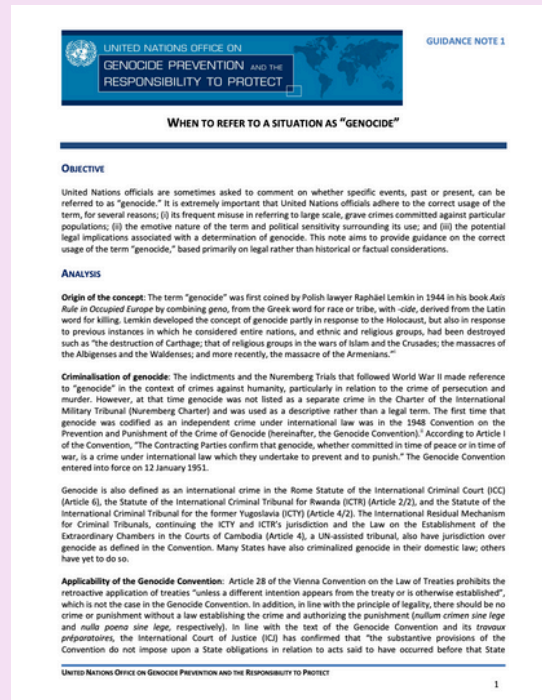 GUIDANCE NOTE 1
UNITED NATIONS OFFICE ON
GENOCIDE PREVENTION AND THE
RESPONSIBILITY TO PROTECT
WHEN TO REFER TO A SITUATION AS "GENOCIDE"
OBJECTIVE
United Nations officials are sometimes asked to comment on whether specific events, past or present, can be
referred to as "genocide." It is extremely important that United Nations officials adhere to the correct usage of the
term, for several reasons; (i) its frequent misuse in referring to large scale, grave crimes committed against particular
populations; (ii) the emotive nature of the term and political sensitivity surrounding its use; and (iii) the potential
legal implications associated with a determination of genocide. This note aims to provide guidance on the correct
usage of the term "genocide," based primarily on legal rather than historical or factual considerations.
ANALYSIS
Origin of the concept: The term "genocide" was first coined by Polish lawyer Raphäel Lemkin in 1944 in his book Axis
Rule in Occupied Europe by combining geno, from the Greek word for race or tribe, with -cide, derived from the Latin
word for killing. Lemkin developed the concept of genocide partly in response to the Holocaust, but also in response
to previous instances in which he considered entire nations, and ethnic and religious groups, had been destroyed
such as "the destruction of Carthage; that of religious groups in the wars of Islam and the Crusades; the massacres of
the Albigenses and the Waldenses; and more recently, the massacre of the Armenians."i
Criminalisation of genocide: The indictments and the Nuremberg Trials that followed World War II made reference
to "genocide" in the context of crimes against humanity, particularly in relation to the crime of persecution and
murder. However, at that time genocide was not listed as a separate crime in the Charter of the International
Military Tribunal (Nuremberg Charter) and was used as a descriptive rather than a legal term. The first time that
genocide was codified as an independent crime under international law was in the 1948 Convention on the
Prevention and Punishment of the Crime of Genocide (hereinafter, the Genocide Convention).ii According to Article I
of the Convention, "The Contracting Parties confirm that genocide, whether committed in time of peace or in time of
war, is a crime under international law which they undertake to prevent and to punish." The Genocide Convention
entered into force on 12 January 1951.
Genocide is also defined as an international crime in the Rome Statute of the International Criminal Court (ICC)
(Article 6), the Statute of the International Criminal Tribunal for Rwanda (ICTR) (Article 2/2), and the Statute of the
International Criminal Tribunal for the former Yugoslavia (ICTY) (Article 4/2). The International Residual Mechanism
for Criminal Tribunals, continuing the ICTY and ICTR's jurisdiction and the Law on the Establishment of the
Extraordinary Chambers in the Courts of Cambodia (Article 4), a UN-assisted tribunal, also have jurisdiction over
genocide as defined in the Convention. Many States have also criminalized genocide in their domestic law; others
have yet to do so.
Applicability of the Genocide Convention: Article 28 of the Vienna Convention on the Law of Treaties prohibits the
retroactive application of treaties "unless a different intention appears from the treaty or is otherwise established",
which is not the case in the Genocide Convention. In addition, in line with the principle of legality, there should be no
crime or punishment without a law establishing the crime and authorizing the punishment (nullum crimen sine lege
and nulla poena sine lege, respectively). In line with the text of the Genocide Convention and its travaux
préparatoires, the International Court of Justice (ICJ) has confirmed that "the substantive provisions of the
Convention do not impose upon a State obligations in relation to acts said to have occurred before that State
UNITED NATIONS OFFICE ON GENOCIDE PREVENTION AND THE RESPONSIBILITY TO PROTECT
1